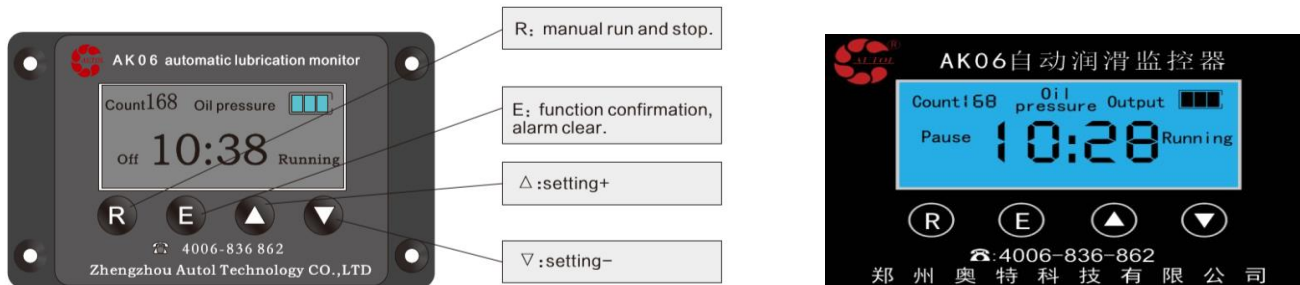 AUTOL
AK06 automatic lubrication monitor
Count168 Oil pressure
Off 10:38 Running
R E
☎ 4006-836 862
Zhengzhou Autol Technology CO.,LTD
R: manual run and stop.
E: function confirmation,
alarm clear.
△:setting+
▽:setting−
AUTOL ®
AK06自动润滑监控器
Count168 Oil pressure Output
Pause 10:28 Running
R E
☎:4006-836-862
郑州奥特科技有限公司